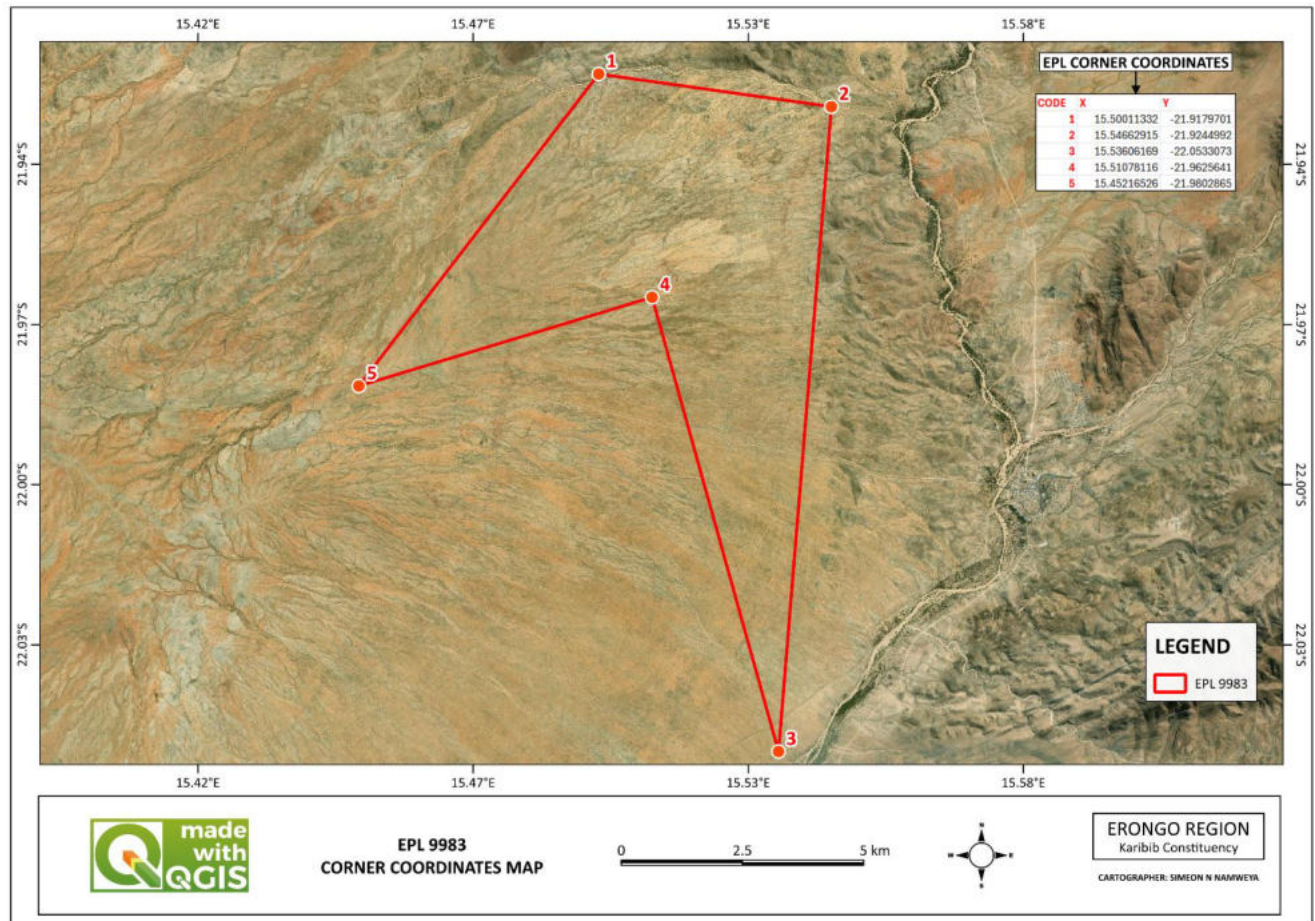 15.42°E 15.47°E 15.53°E 15.58°E
EPL CORNER COORDINATES
CODE X Y
1 15.50011332 -21.9179701
2 15.54662915 -21.9244992
3 15.53606169 -22.0533073
4 15.51078116 -21.9625641
5 15.45216526 -21.9802865
1
2
21.94°S 21.94°S
4
21.97°S 21.97°S
5
22.00°S 22.00°S
22.03°S 22.03°S
LEGEND
EPL 9983
3
15.42°E 15.47°E 15.53°E 15.58°E
made
with
QGIS
EPL 9983
CORNER COORDINATES MAP
0 2.5 5 km
N
W E
S
ERONGO REGION
Karibib Constituency
CARTOGRAPHER: SIMEON N NAMWEYA